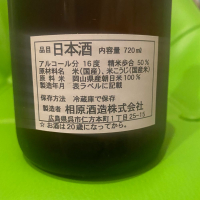 品目 日本酒 内容量 720ml
アルコール分 16度 精米歩合 50%
原材料名 米(国産)、米こうじ(国産米)
原料米 岡山県産朝日米100%
製造年月 表ラベルに記載
保存方法 冷蔵庫で保存
製造者 相原酒造株式会社
広島県呉市仁方本町1丁目25-15
☆お酒は20歳になってから。